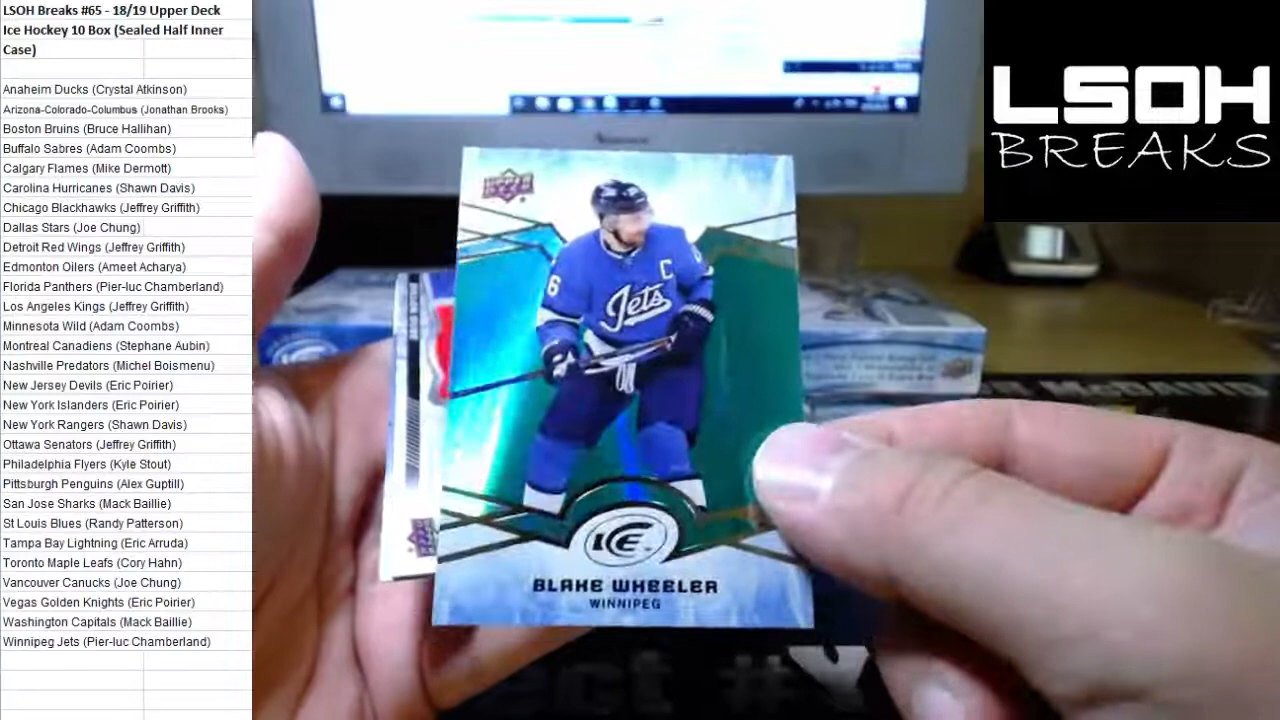 LSOH Breaks #65 - 18/19 Upper Deck
Ice Hockey 10 Box (Sealed Half Inner
Case)
Anaheim Ducks (Crystal Atkinson)
Arizona-Colorado-Columbus (Jonathan Brooks)
Boston Bruins (Bruce Hallihan)
Buffalo Sabres (Adam Coombs)
Calgary Flames (Mike Dermott)
Carolina Hurricanes (Shawn Davis)
Chicago Blackhawks (Jeffrey Griffith)
Dallas Stars (Joe Chung)
Detroit Red Wings (Jeffrey Griffith)
Edmonton Oilers (Ameet Acharya)
Florida Panthers (Pier-luc Chamberland)
Los Angeles Kings (Jeffrey Griffith)
Minnesota Wild (Adam Coombs)
Montreal Canadiens (Stephane Aubin)
Nashville Predators (Michel Boismenu)
New Jersey Devils (Eric Poirier)
New York Islanders (Eric Poirier)
New York Rangers (Shawn Davis)
Ottawa Senators (Jeffrey Griffith)
Philadelphia Flyers (Kyle Stout)
Pittsburgh Penguins (Alex Guptill)
San Jose Sharks (Mack Baillie)
St Louis Blues (Randy Patterson)
Tampa Bay Lightning (Eric Arruda)
Toronto Maple Leafs (Cory Hahn)
Vancouver Canucks (Joe Chung)
Vegas Golden Knights (Eric Poirier)
Washington Capitals (Mack Baillie)
Winnipeg Jets (Pier-luc Chamberland)
LSOH
BREAKS
C
6
Jets
ICE
BLAKE WHEELER
WINNIPEG
McDAVID
ect #